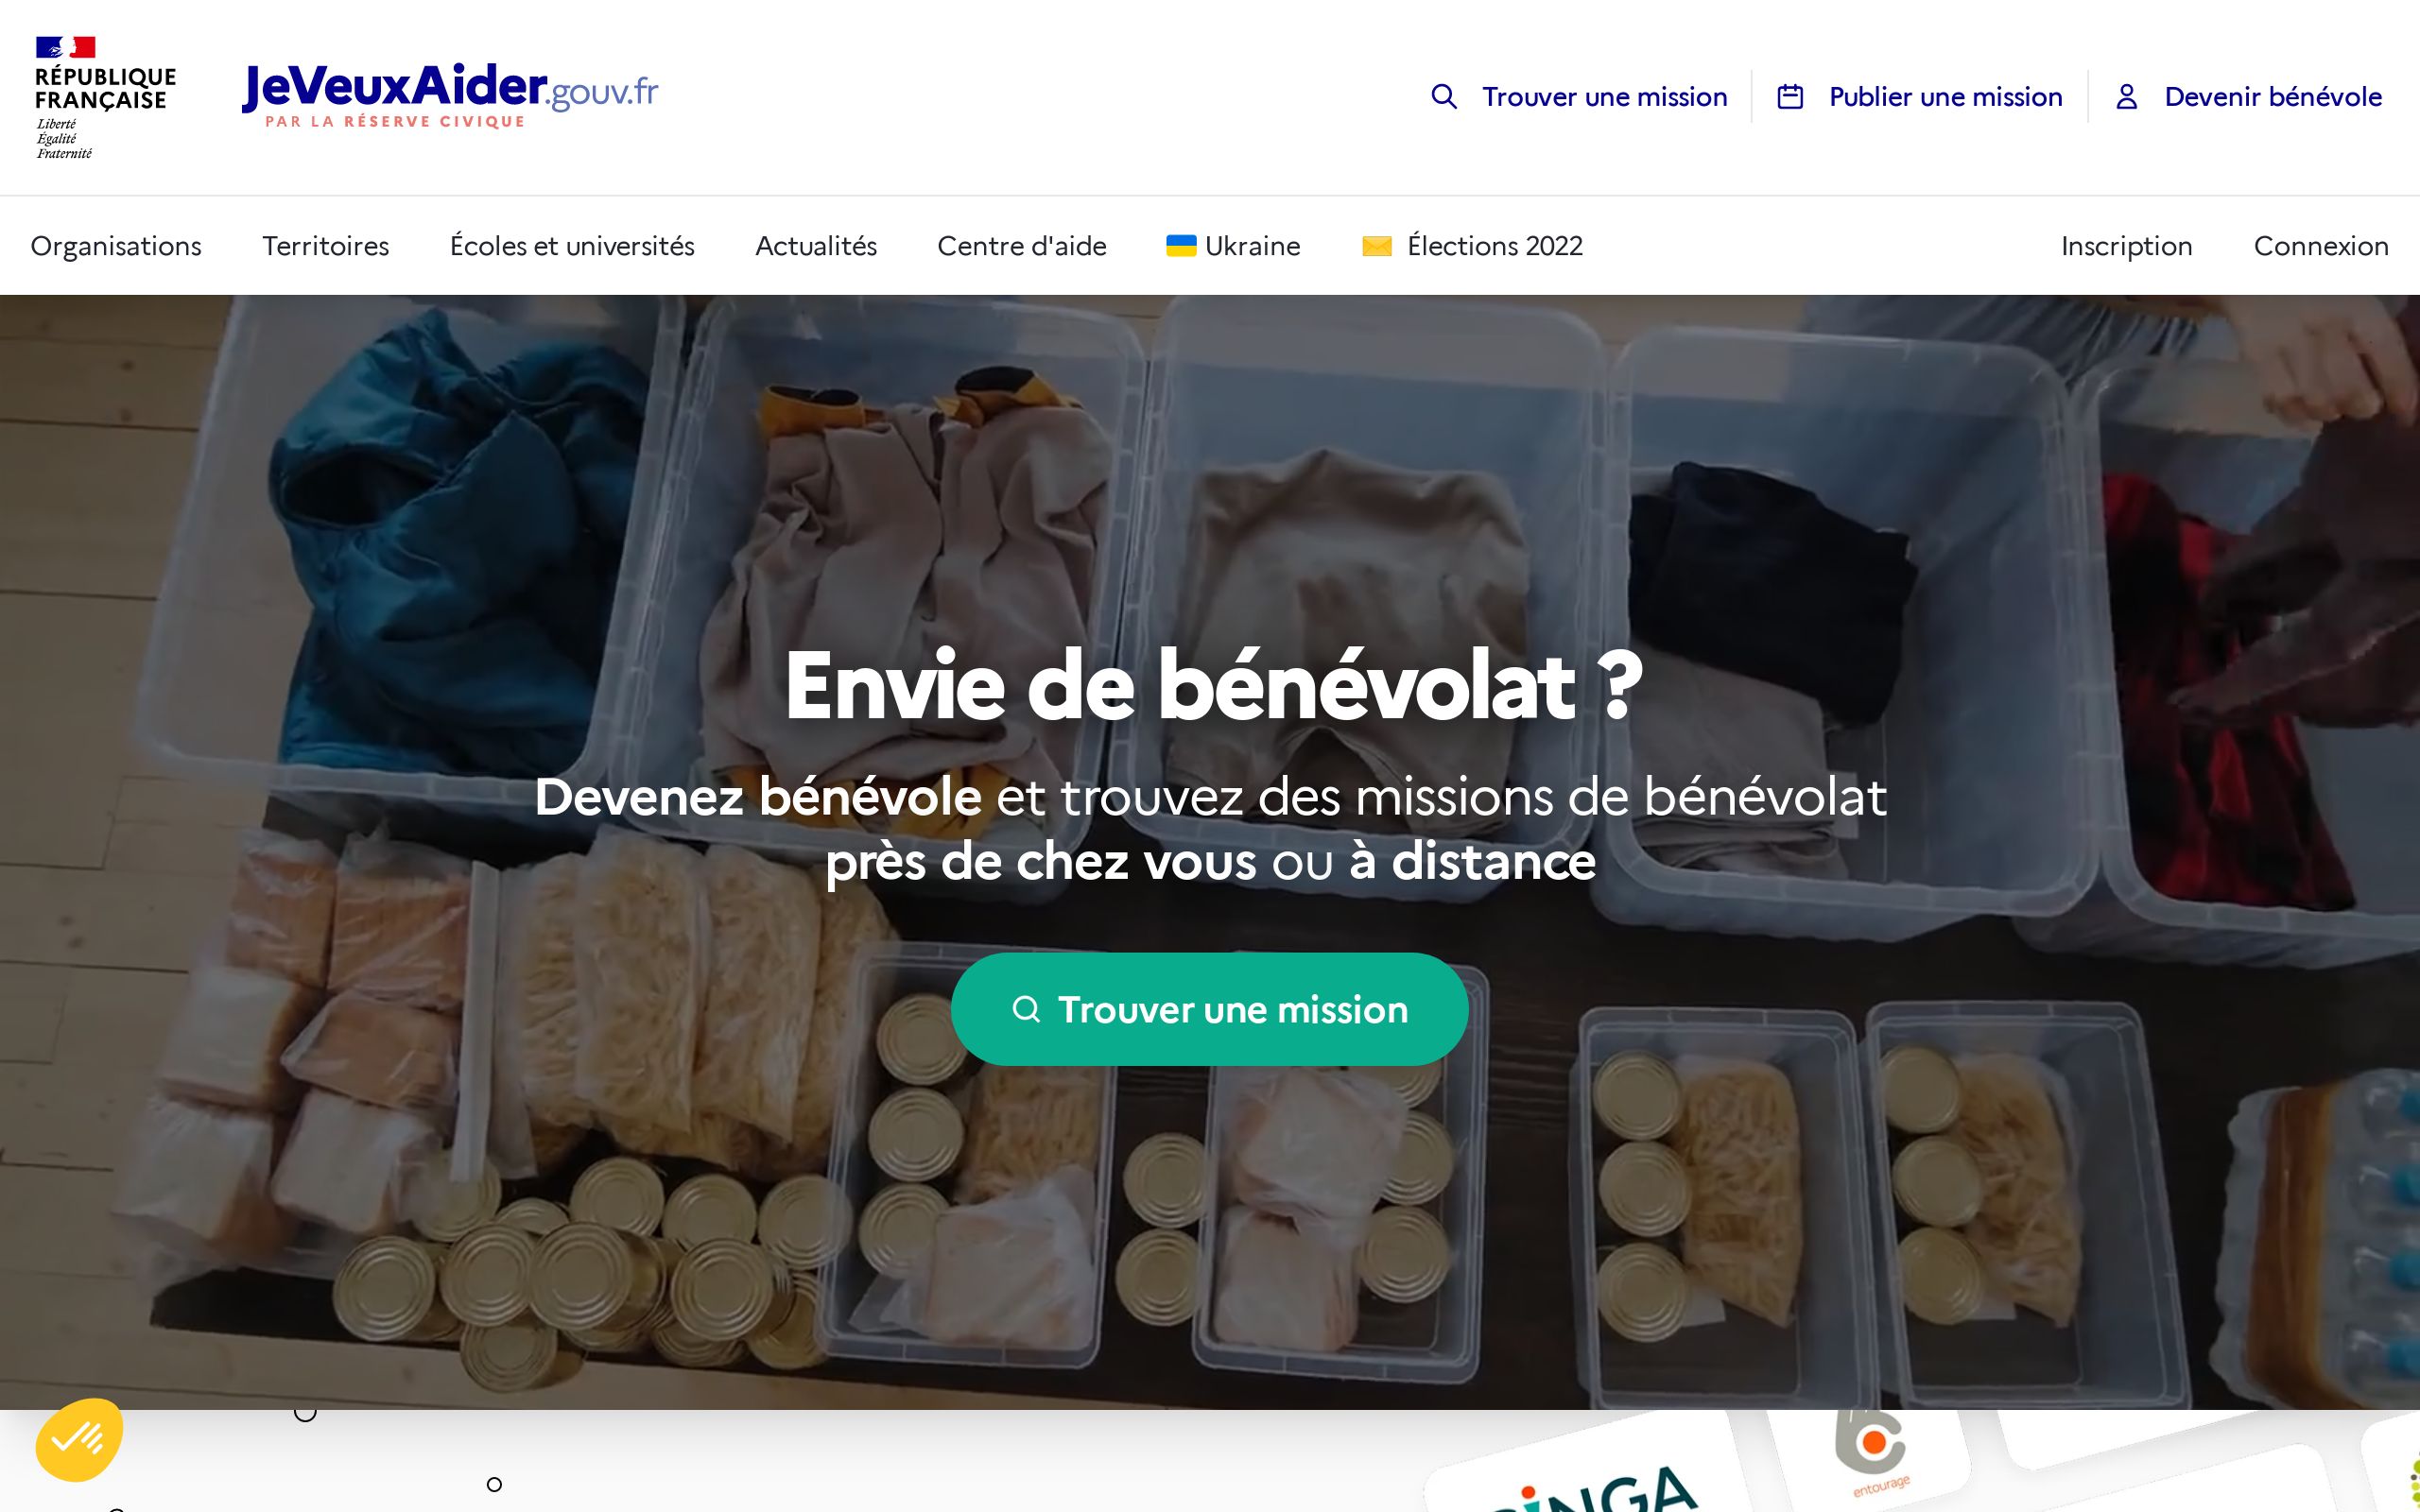 RÉPUBLIQUE
FRANÇAISE
Liberté
Égalité
Fraternité
JeVeuxAider.gouv.fr
PAR LA RÉSERVE CIVIQUE
Trouver une mission
Publier une mission
Devenir bénévole
Organisations
Territoires
Écoles et universités
Actualités
Centre d'aide
Ukraine
Élections 2022
Inscription
Connexion
Envie de bénévolat ?
Devenez bénévole et trouvez des missions de bénévolat
près de chez vous ou à distance
Trouver une mission
entourage